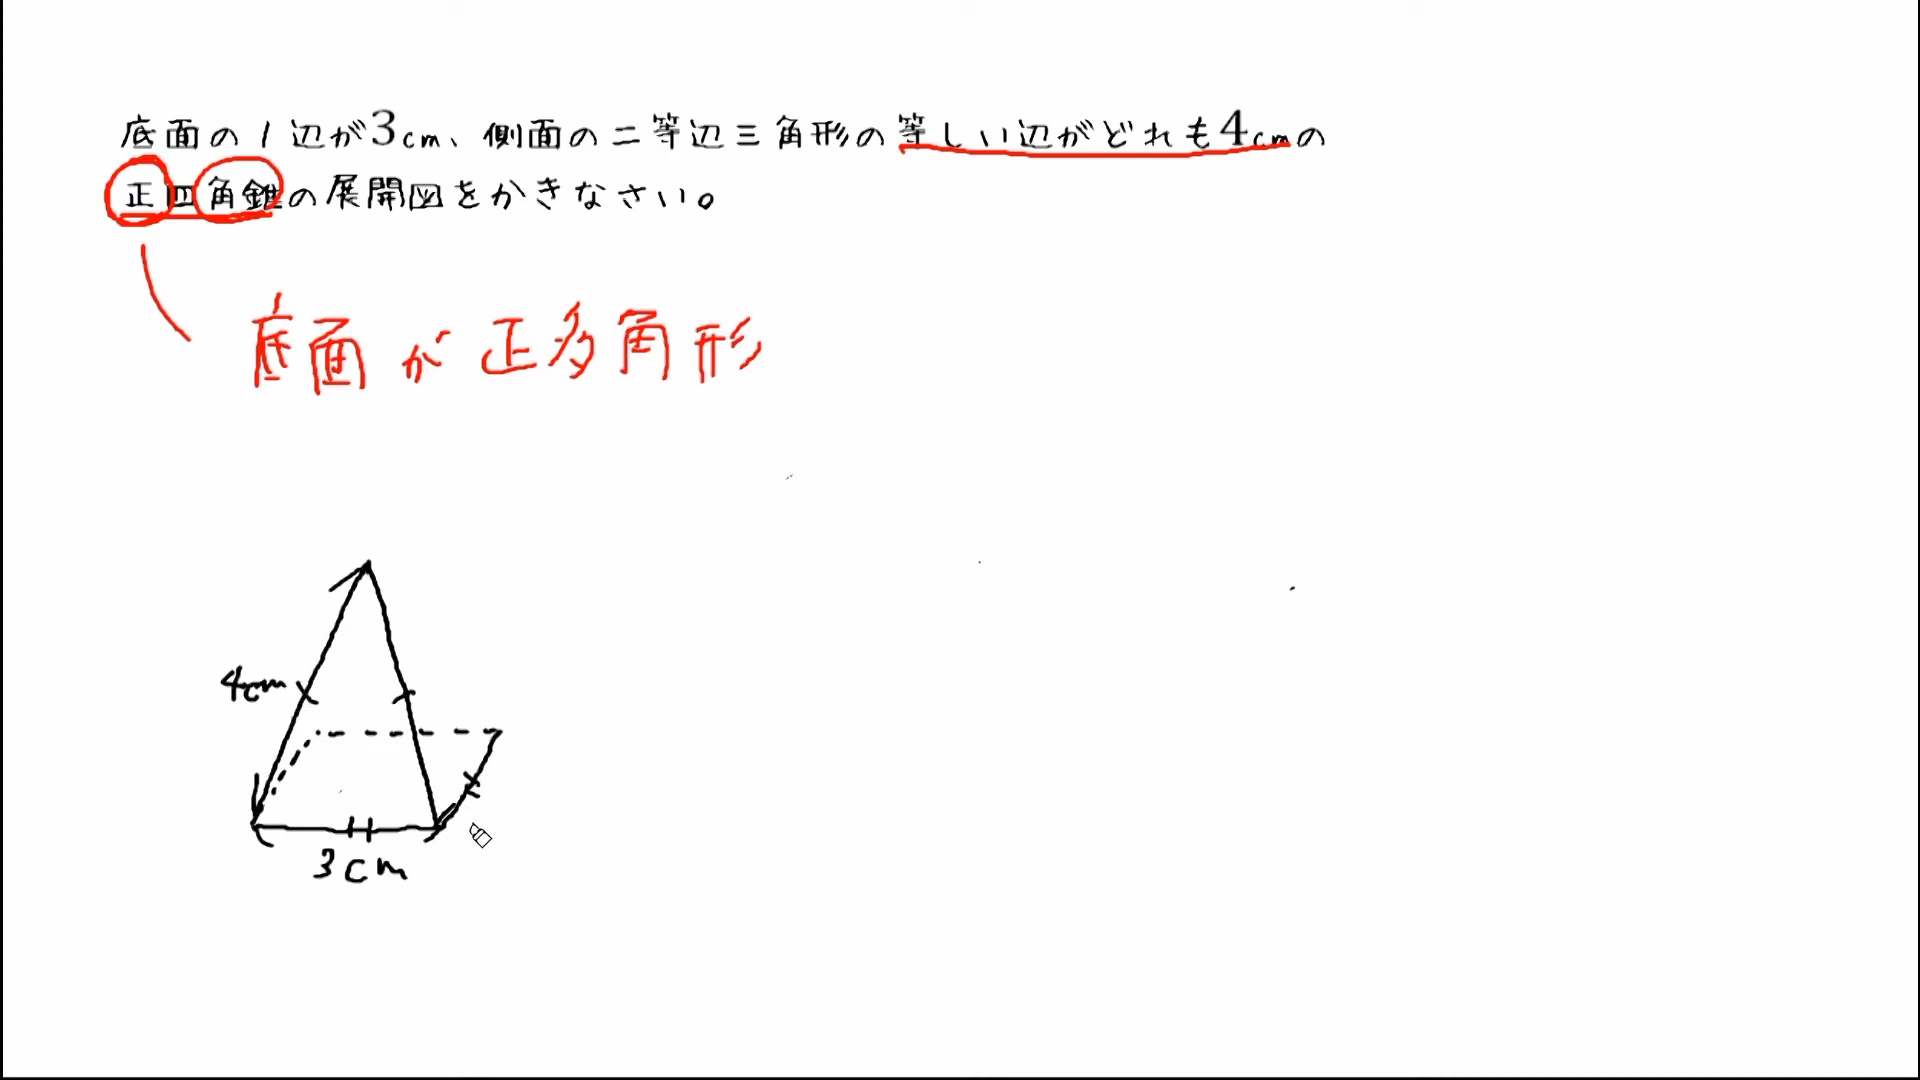 底面の1辺が3cm、側面の二等辺三角形の等しい辺がどれも4cmの
正四角錐の展開図をかきなさい。
底面が正多角形
4cm
3cm